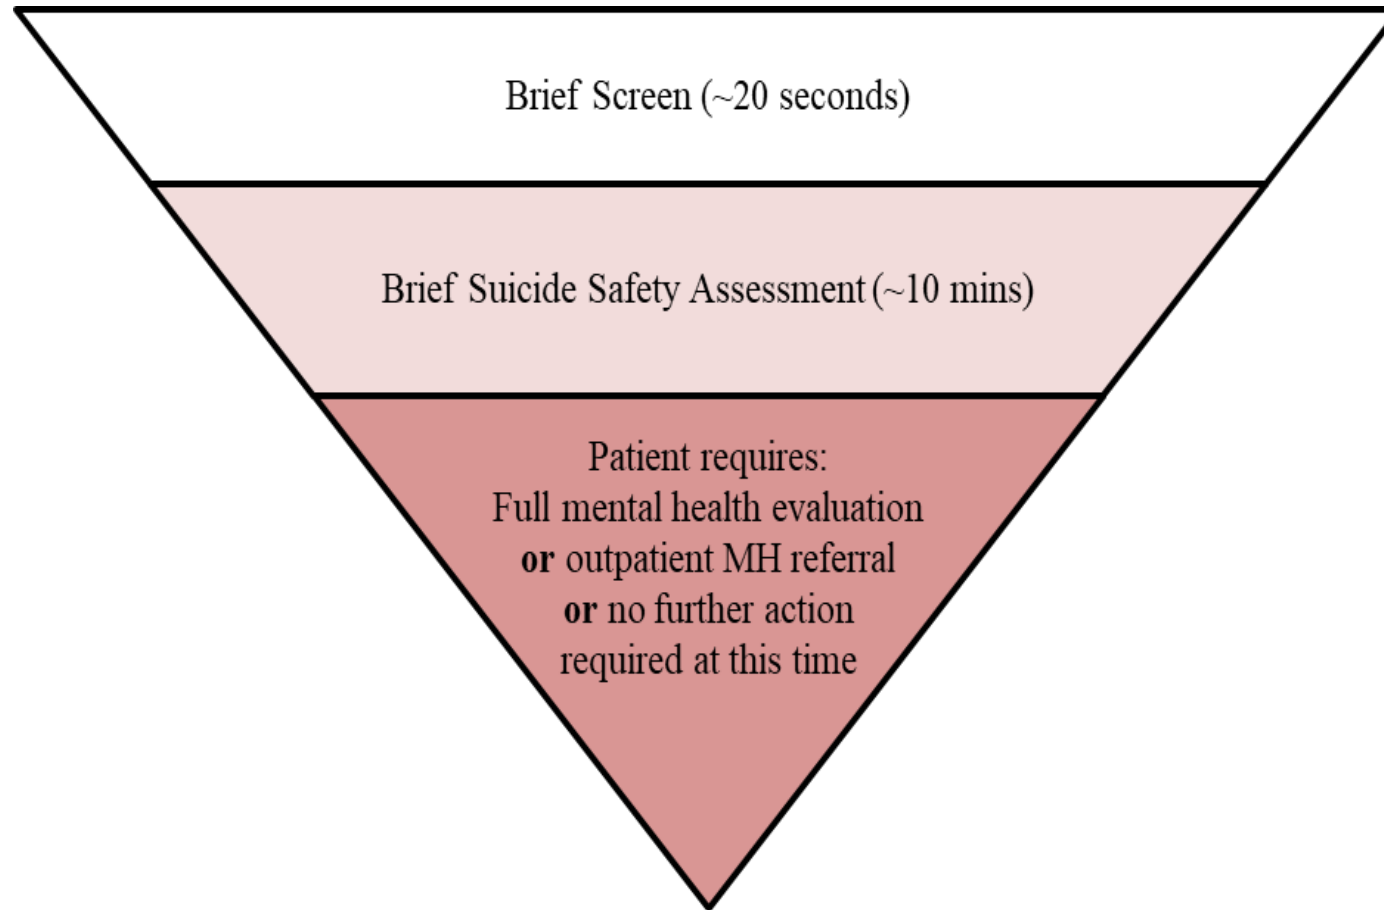 Brief Screen (~20 seconds)
Brief Suicide Safety Assessment (~10 mins)
Patient requires:
Full mental health evaluation
or outpatient MH referral
or no further action
required at this time